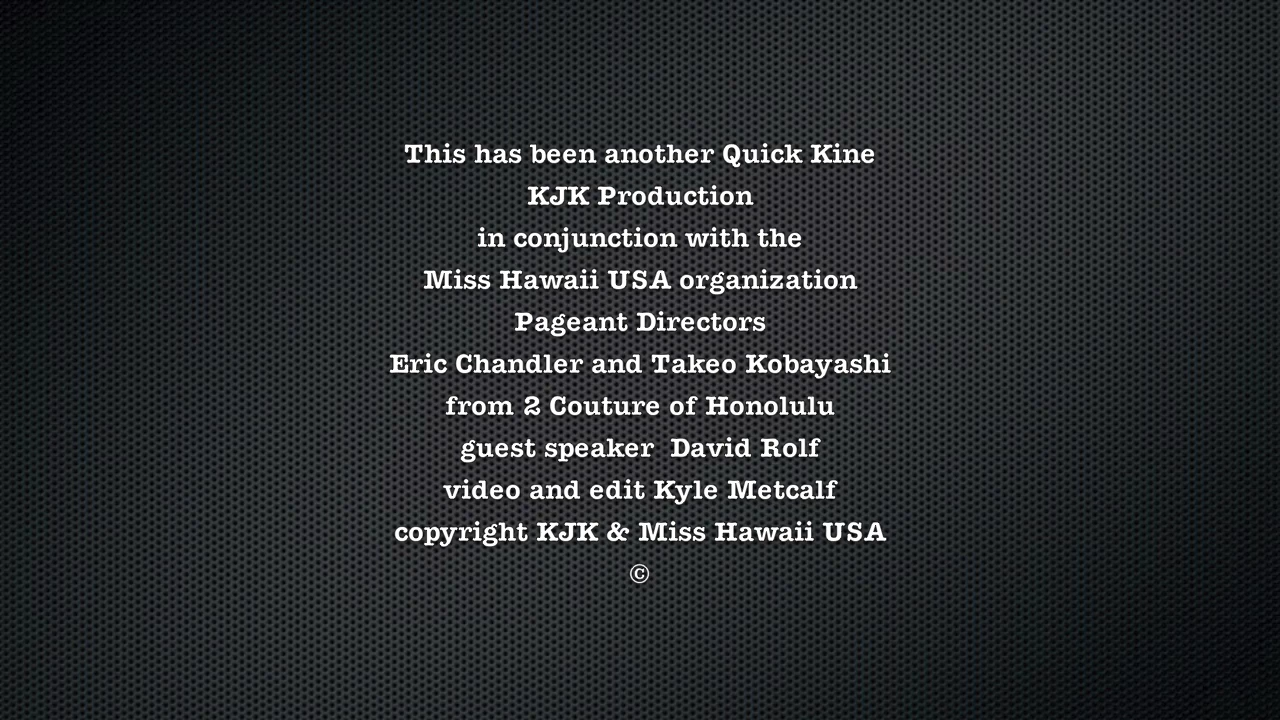 This has been another Quick Kine
KJK Production
in conjunction with the
Miss Hawaii USA organization
Pageant Directors
Eric Chandler and Takeo Kobayashi
from 2 Couture of Honolulu
guest speaker  David Rolf
video and edit Kyle Metcalf
copyright KJK & Miss Hawaii USA
©